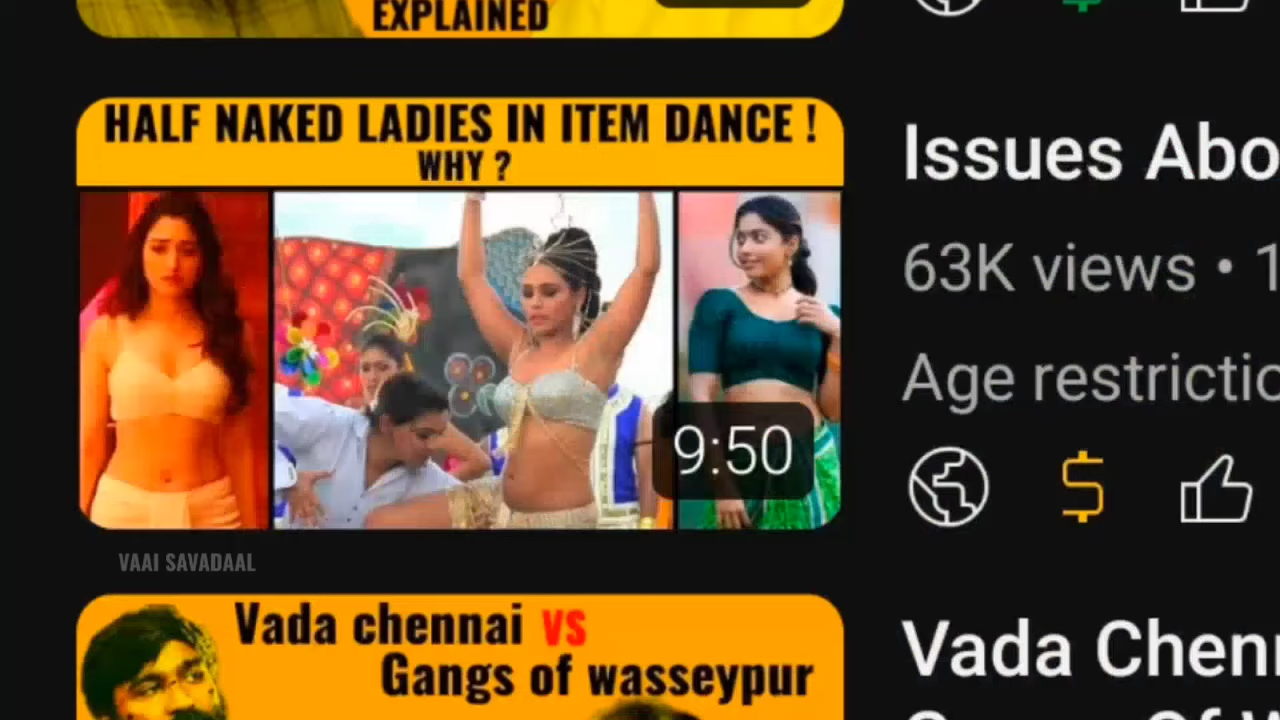 EXPLAINED
HALF NAKED LADIES IN ITEM DANCE !
WHY ?
9:50
Issues Abo
63K views • 1
Age restrictio
VAAI SAVADAAL
Vada chennai VS
Gangs of wasseypur
Vada Chenn